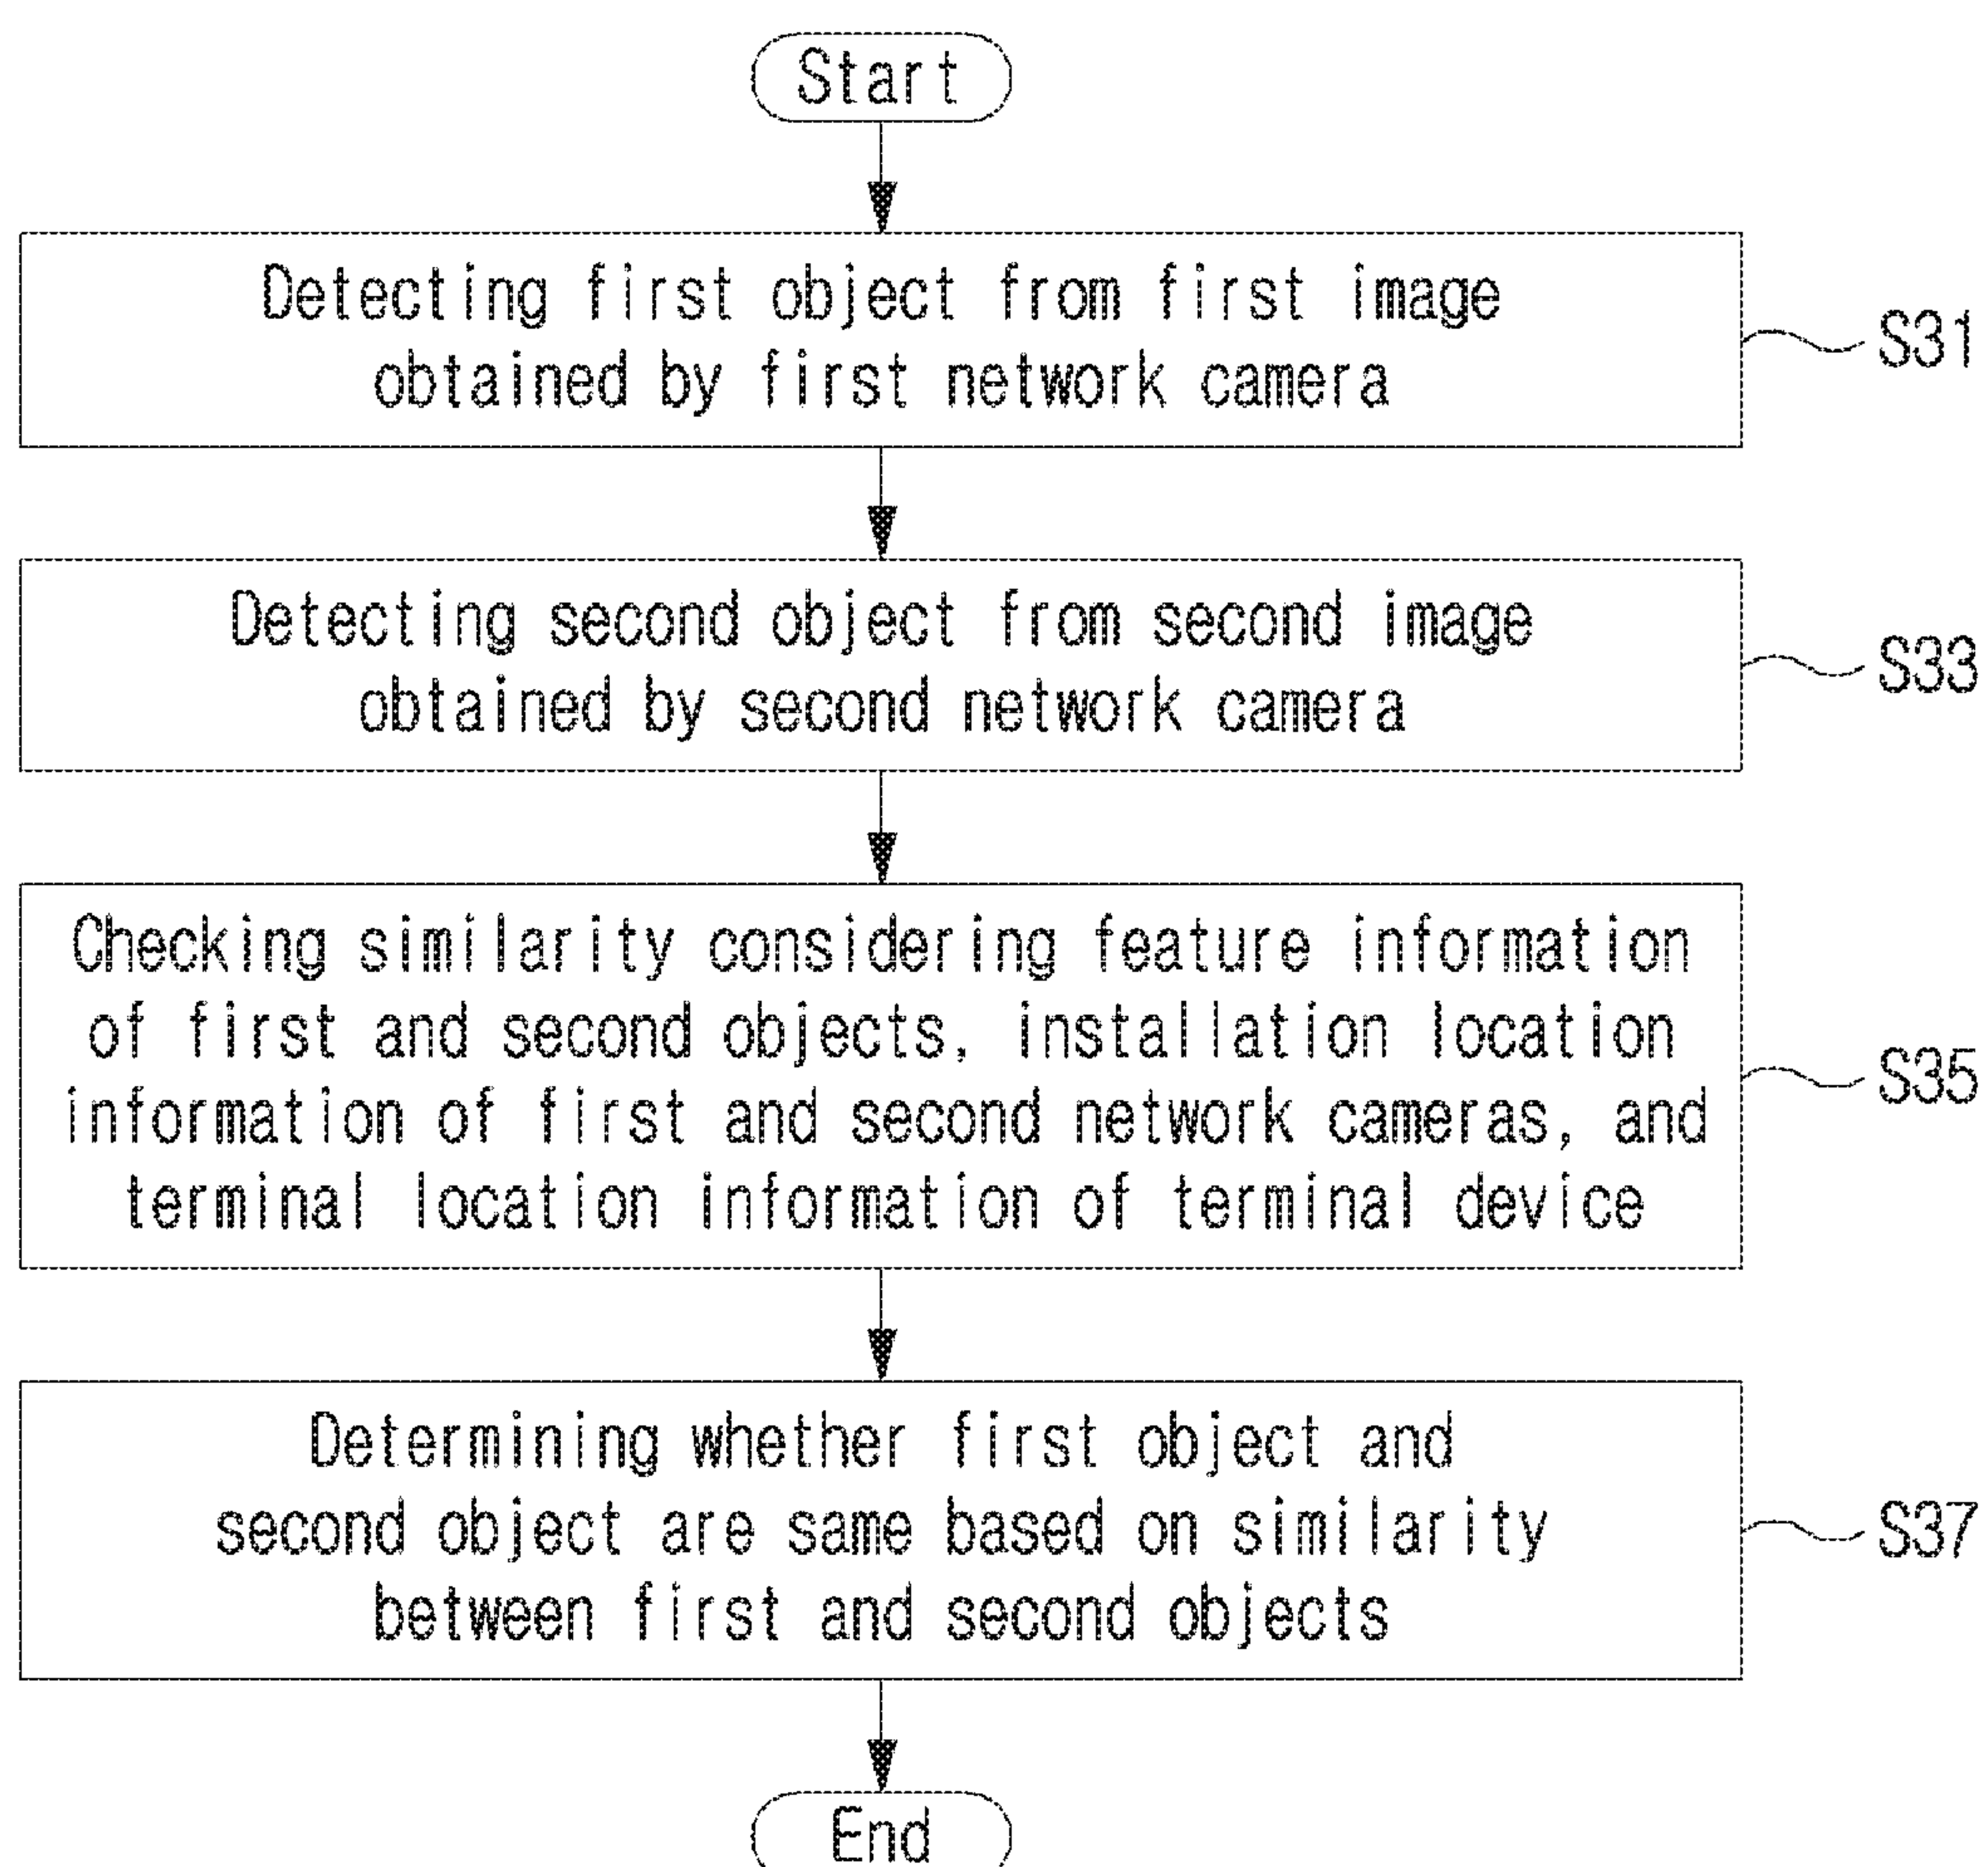 Start
Detecting first object from first image
obtained by first network camera
S31
Detecting second object from second image
obtained by second network camera
S33
Checking similarity considering feature information
of first and second objects, installation location
information of first and second network cameras, and
terminal location information of terminal device
S35
Determining whether first object and
second object are same based on similarity
between first and second objects
S37
End